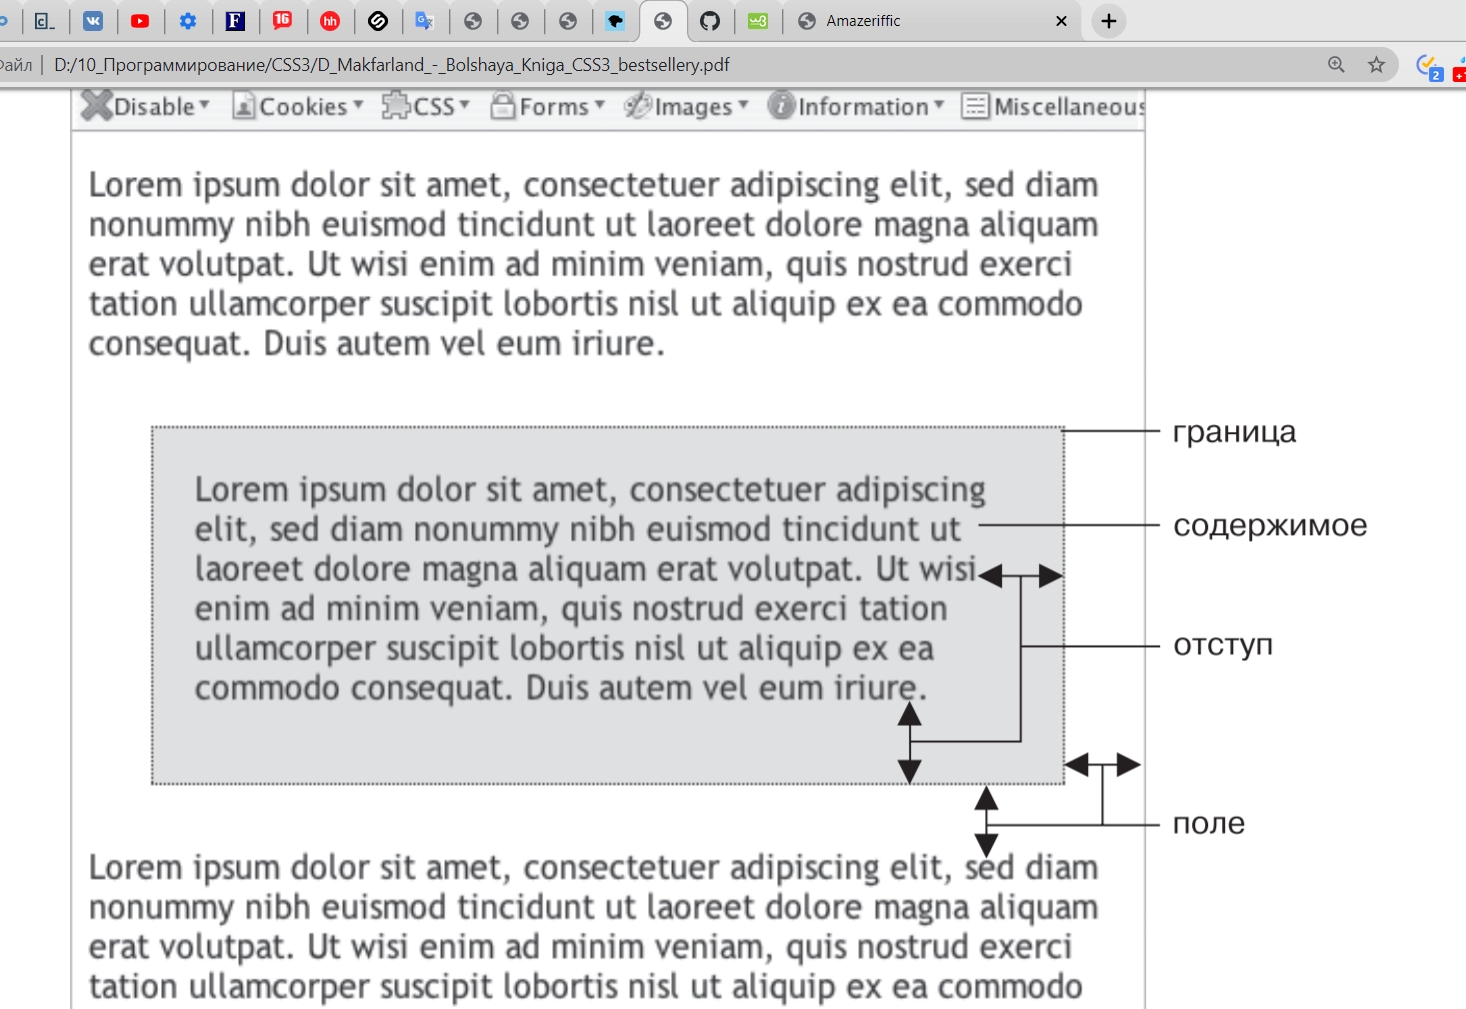 Amazeriffic
айл | D:/10_Программирование/CSS3/D_Makfarland_-_Bolshaya_Kniga_CSS3_bestsellery.pdf
Disable Cookies CSS Forms Images Information Miscellaneous
Lorem ipsum dolor sit amet, consectetuer adipiscing elit, sed diam
nonummy nibh euismod tincidunt ut laoreet dolore magna aliquam
erat volutpat. Ut wisi enim ad minim veniam, quis nostrud exerci
tation ullamcorper suscipit lobortis nisl ut aliquip ex ea commodo
consequat. Duis autem vel eum iriure.
граница
Lorem ipsum dolor sit amet, consectetuer adipiscing
elit, sed diam nonummy nibh euismod tincidunt ut
laoreet dolore magna aliquam erat volutpat. Ut wisi
enim ad minim veniam, quis nostrud exerci tation
ullamcorper suscipit lobortis nisl ut aliquip ex ea
commodo consequat. Duis autem vel eum iriure.
содержимое
отступ
поле
Lorem ipsum dolor sit amet, consectetuer adipiscing elit, sed diam
nonummy nibh euismod tincidunt ut laoreet dolore magna aliquam
erat volutpat. Ut wisi enim ad minim veniam, quis nostrud exerci
tation ullamcorper suscipit lobortis nisl ut aliquip ex ea commodo